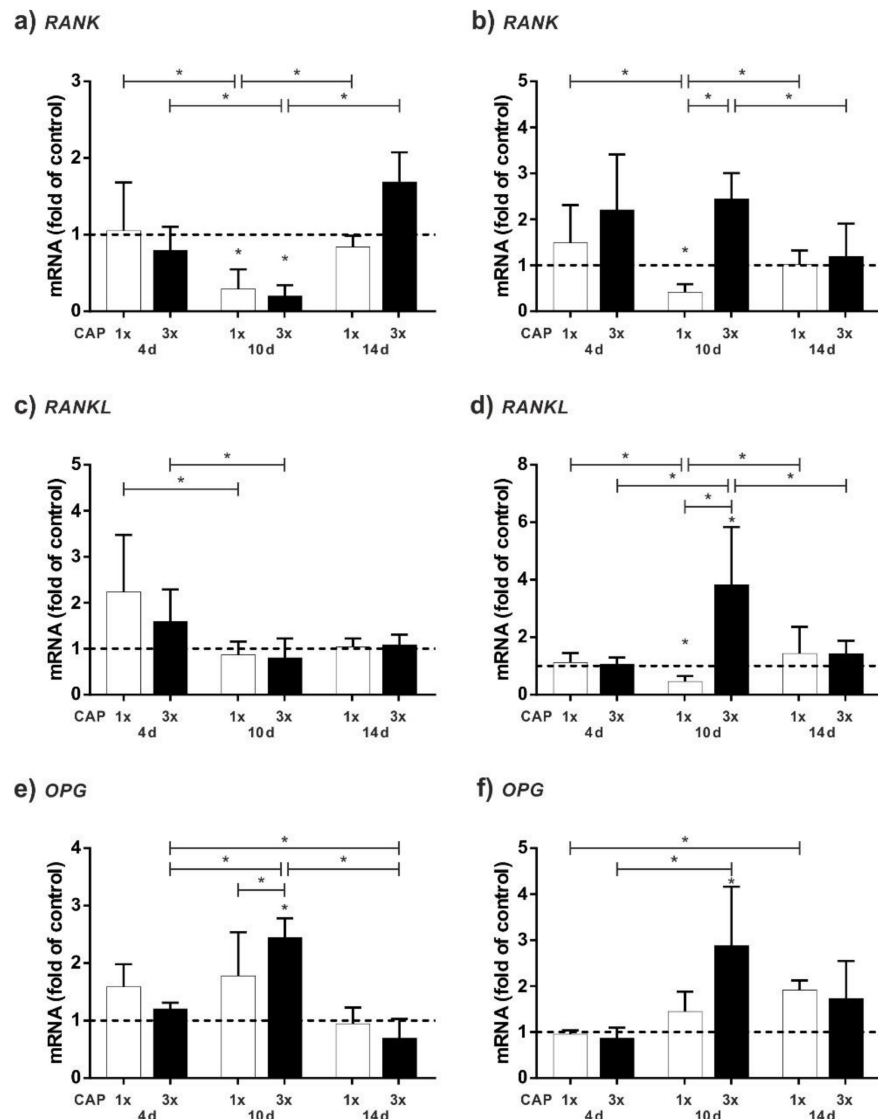 a) RANK
* *
* *
3
2
1
0
mRNA (fold of control)
* *
CAP 1x 3x 1x 3x 1x 3x
4d 10d 14d
b) RANK
* *
* *
5
4
3
2
1
0
mRNA (fold of control)
*
CAP 1x 3x 1x 3x 1x 3x
4d 10d 14d
c) RANKL
*
*
5
4
3
2
1
0
mRNA (fold of control)
CAP 1x 3x 1x 3x 1x 3x
4d 10d 14d
d) RANKL
* *
* *
*
*
8
6
4
2
0
mRNA (fold of control)
*
CAP 1x 3x 1x 3x 1x 3x
4d 10d 14d
e) OPG
*
* *
*
*
4
3
2
1
0
mRNA (fold of control)
CAP 1x 3x 1x 3x 1x 3x
4d 10d 14d
f) OPG
*
*
*
5
4
3
2
1
0
mRNA (fold of control)
CAP 1x 3x 1x 3x 1x 3x
4d 10d 14d